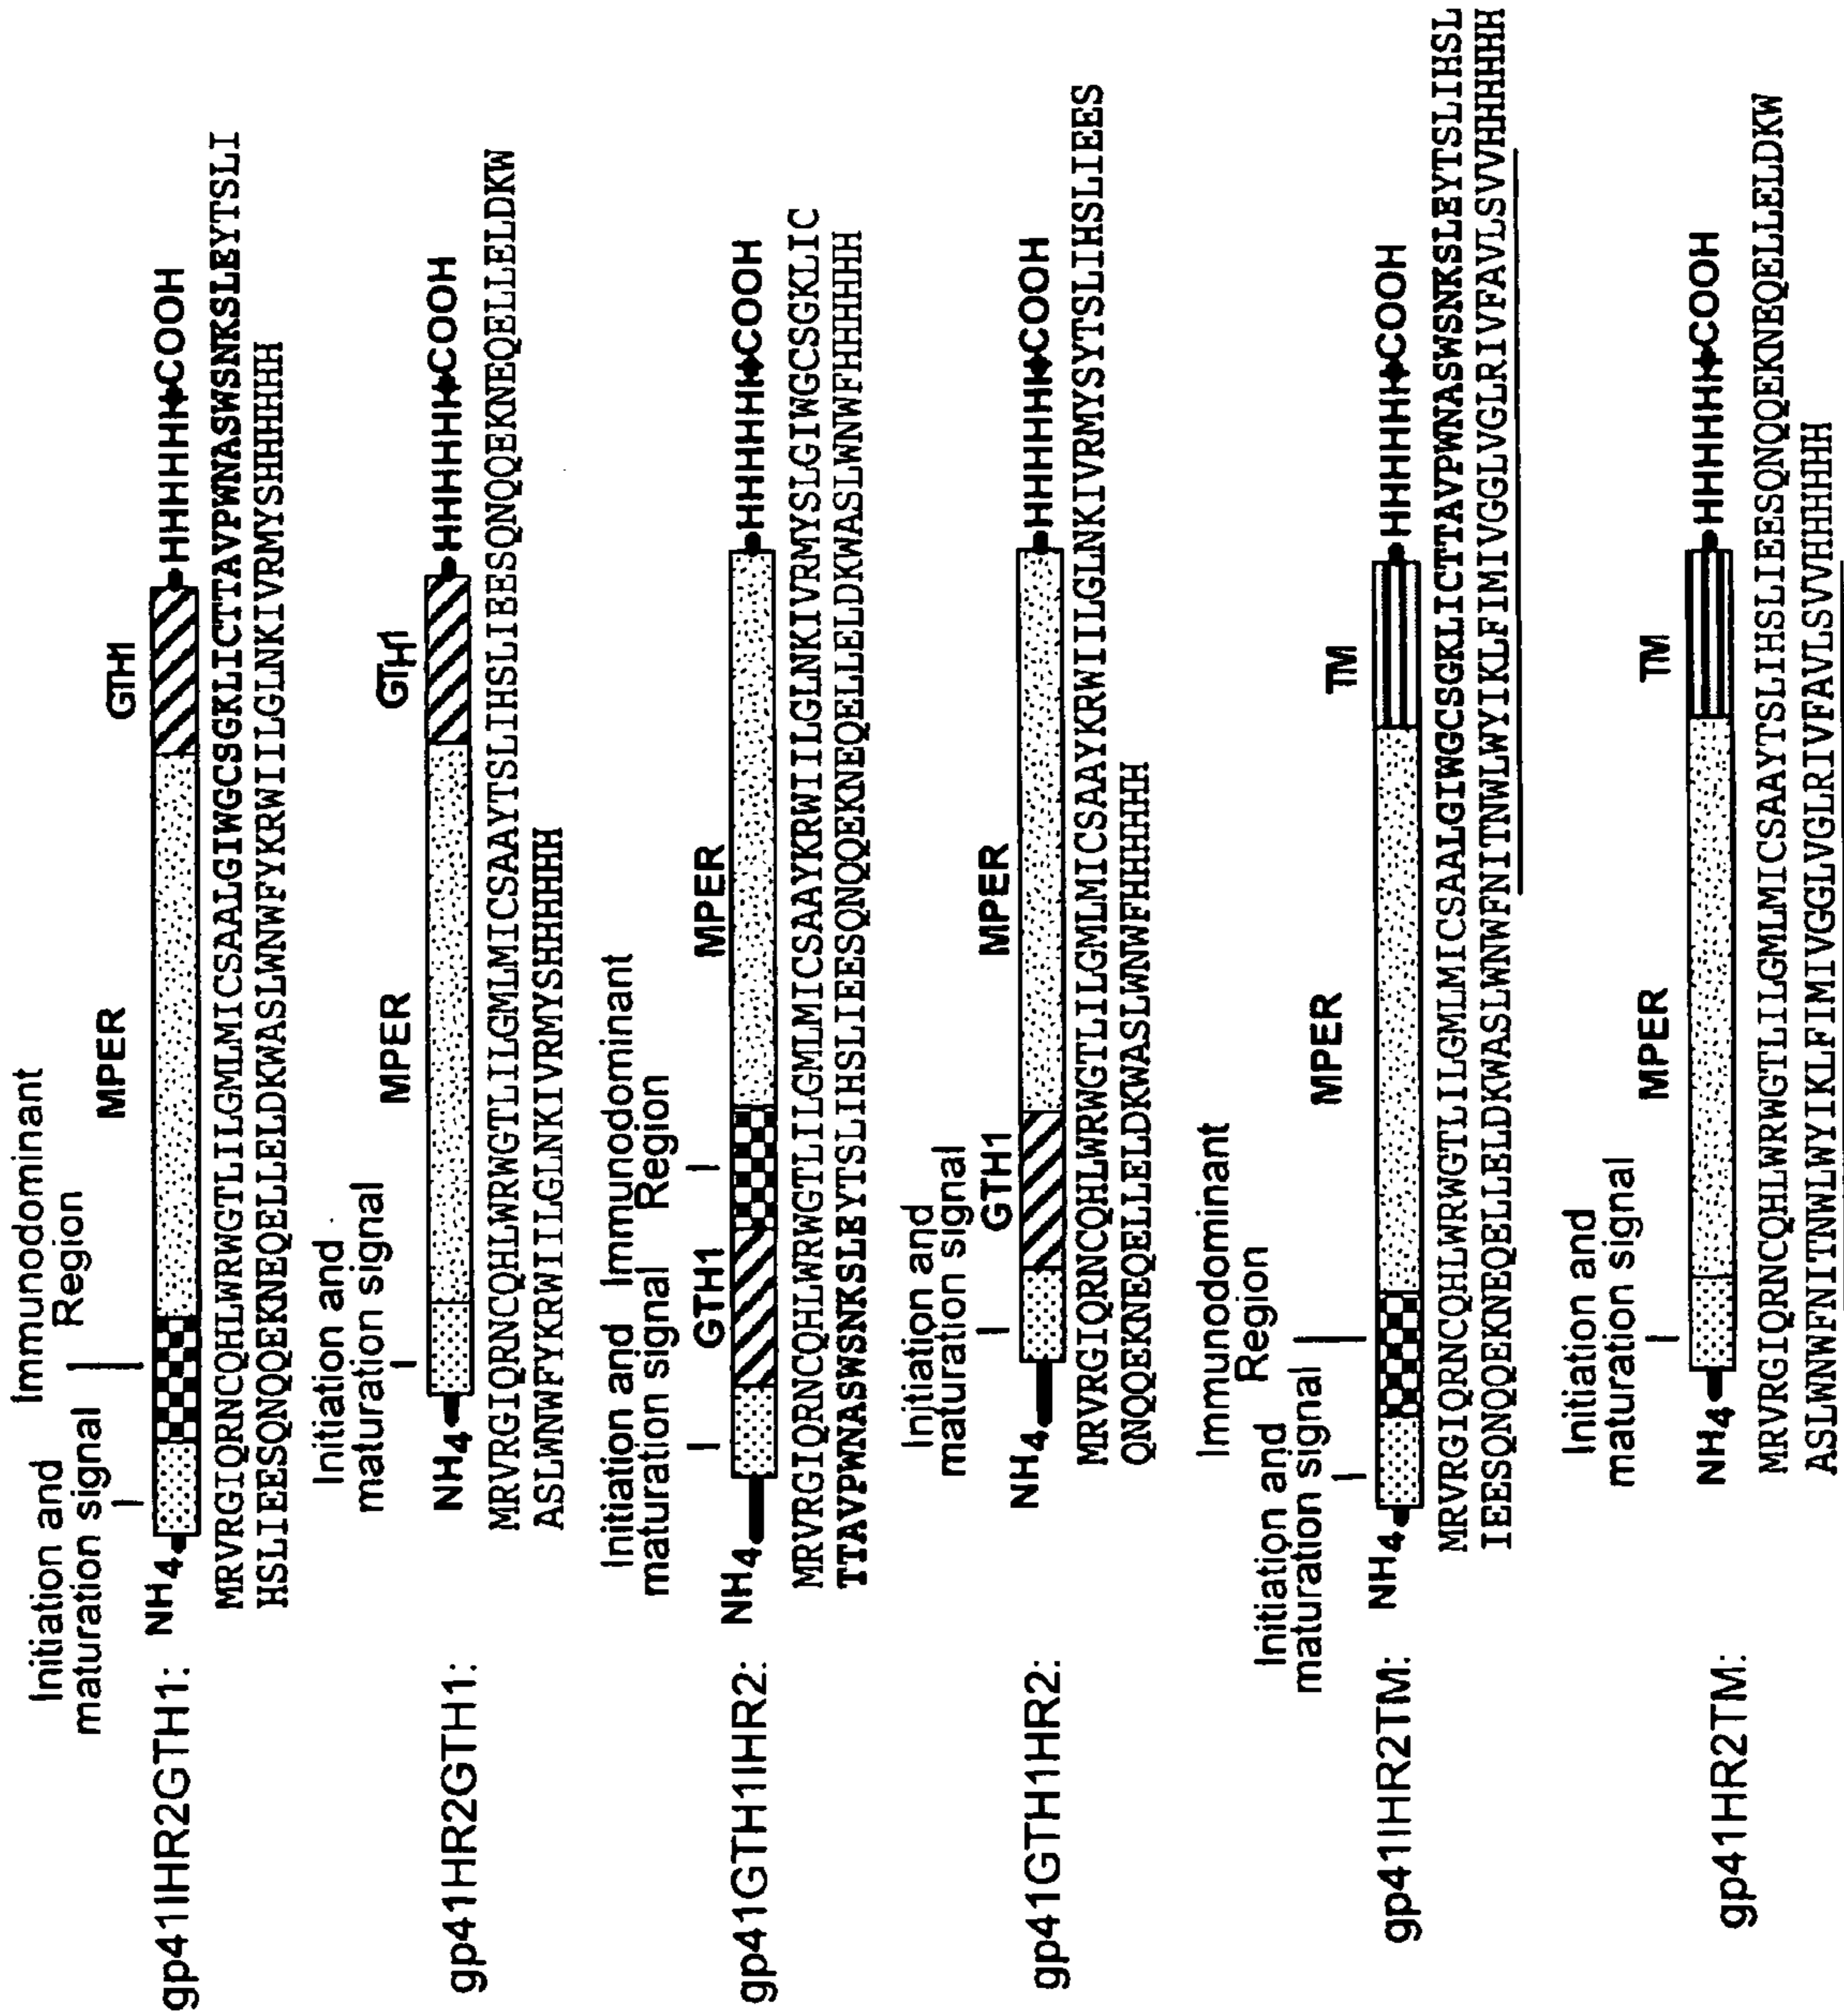 Initiation and
maturation signal
Immunodominant
Region
MPER
GTH1
gp41IHR2GTH1:
NH4
HHHHHH
COOH
MRVRGIQRNCQHLWRWGTLILGMLMICSAALGIWGCSGKLICTTAVPWNASWSNKSLEYTSLI
HSLIEESQNQQEKNEQELLELDKWASLWNWFYKRWIILGLNKIVRMYSHHHHHH
Initiation and
maturation signal
MPER
GTH1
gp41HR2GTH1:
NH4
HHHHHH
COOH
MRVRGIQRNCQHLWRWGTLILGMLMICSAAYTSLIHSLIEESQNQQEKNEQELLELDKW
ASLWNWFYKRWIILGLNKIVRMYSHHHHHH
Initiation and
maturation signal
GTH1
Immunodominant
Region
MPER
gp41GTH1IHR2:
NH4
HHHHHH
COOH
MRVRGIQRNCQHLWRWGTLILGMLMICSAAYKRWIILGLNKIVRMYSLGIWGCSGKLIC
TTAVPWNASWSNKSLEYTSLIHSLIEESQNQQEKNEQELLELDKWASLWNWFHHHHHH
Initiation and
maturation signal
GTH1
MPER
gp41GTH1HR2:
NH4
HHHHHH
COOH
MRVRGIQRNCQHLWRWGTLILGMLMICSAAYKRWIILGLNKIVRMYSYTSLIHSLIEES
QNQQEKNEQELLELDKWASLWNWFHHHHHH
Initiation and
maturation signal
Immunodominant
Region
MPER
TM
gp41IHR2TM:
NH4
HHHHHH
COOH
MRVRGIQRNCQHLWRWGTLILGMLMICSAALGIWGCSGKLICTTAVPWNASWSNKSLEYTSLIHSL
IEESQNQQEKNEQELLELDKWASLWNWFNITNWLWYIKLFIMIVGGLVGLRIVFAVLSVVHHHHHH
Initiation and
maturation signal
MPER
TM
gp41HR2TM:
NH4
HHHHHH
COOH
MRVRGIQRNCQHLWRWGTLILGMLMICSAAYTSLIHSLIEESQNQQEKNEQELLELDKW
ASLWNWFNITNWLWYIKLFIMIVGGLVGLRIVFAVLSVVHHHHHH